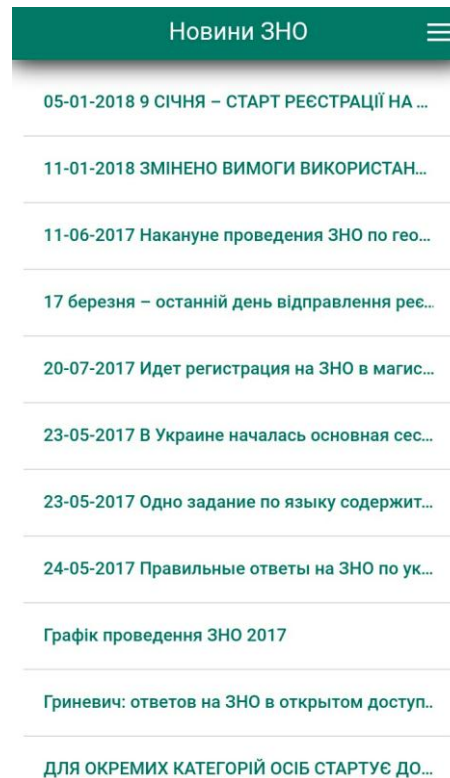 Новини ЗНО
05-01-2018 9 СІЧНЯ – СТАРТ РЕЄСТРАЦІЇ НА ...
11-01-2018 ЗМІНЕНО ВИМОГИ ВИКОРИСТАН...
11-06-2017 Накануне проведения ЗНО по гео...
17 березня – останній день відправлення реє...
20-07-2017 Идет регистрация на ЗНО в магис...
23-05-2017 В Украине началась основная сес...
23-05-2017 Одно задание по языку содержит...
24-05-2017 Правильные ответы на ЗНО по ук...
Графік проведення ЗНО 2017
Гриневич: ответов на ЗНО в открытом доступ..
ДЛЯ ОКРЕМИХ КАТЕГОРІЙ ОСІБ СТАРТУЄ ДО...